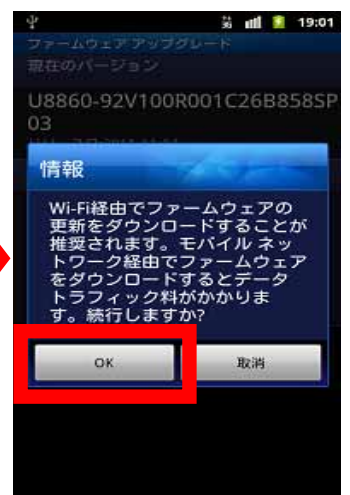 19:01
ファームウェア アップグレード
現在のバージョン
U8860-92V100R001C26B858SP
03
情報
Wi-Fi経由でファームウェアの
更新をダウンロードすることが
推奨されます。モバイル ネッ
トワーク経由でファームウェア
をダウンロードするとデータ
トラフィック料がかかりま
す。続行しますか?
OK
取消